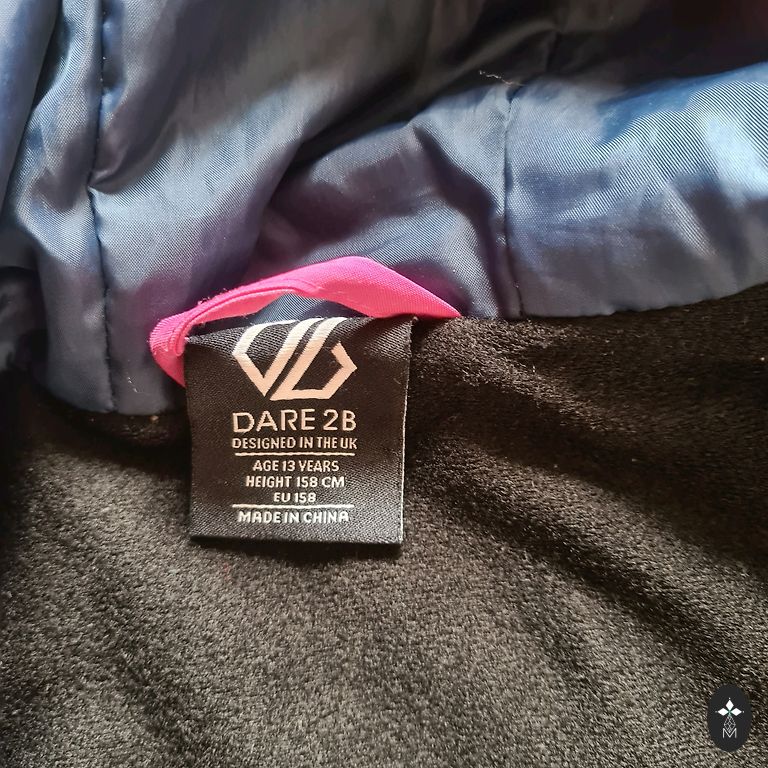 DARE 2B
DESIGNED IN THE UK
AGE 13 YEARS
HEIGHT 158 CM
EU 158
MADE IN CHINA
M